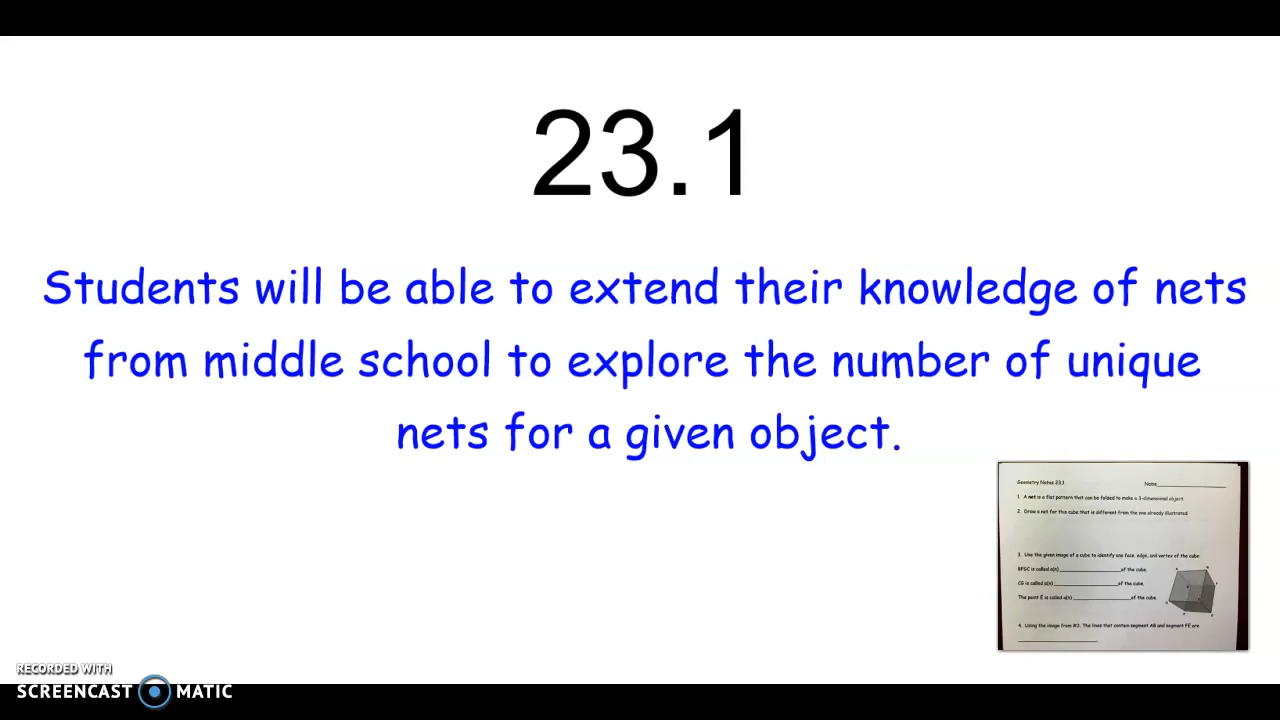 23.1
Students will be able to extend their knowledge of nets
from middle school to explore the number of unique
nets for a given object.
Geometry Notes 23.1 Name
1. A net is a flat pattern that can be folded to make a 3-dimensional object.
2. Draw a net for this cube that is different from the one already illustrated.
3. Use the given image of a cube to identify one face, edge, and vertex of the cube.
BFGC is called a(n) of the cube.
CG is called a(n) of the cube.
The point E is called a(n) of the cube.
4. Using the image from #3. The lines that contain segment AB and segment FE are
RECORDED WITH
SCREENCAST MATIC